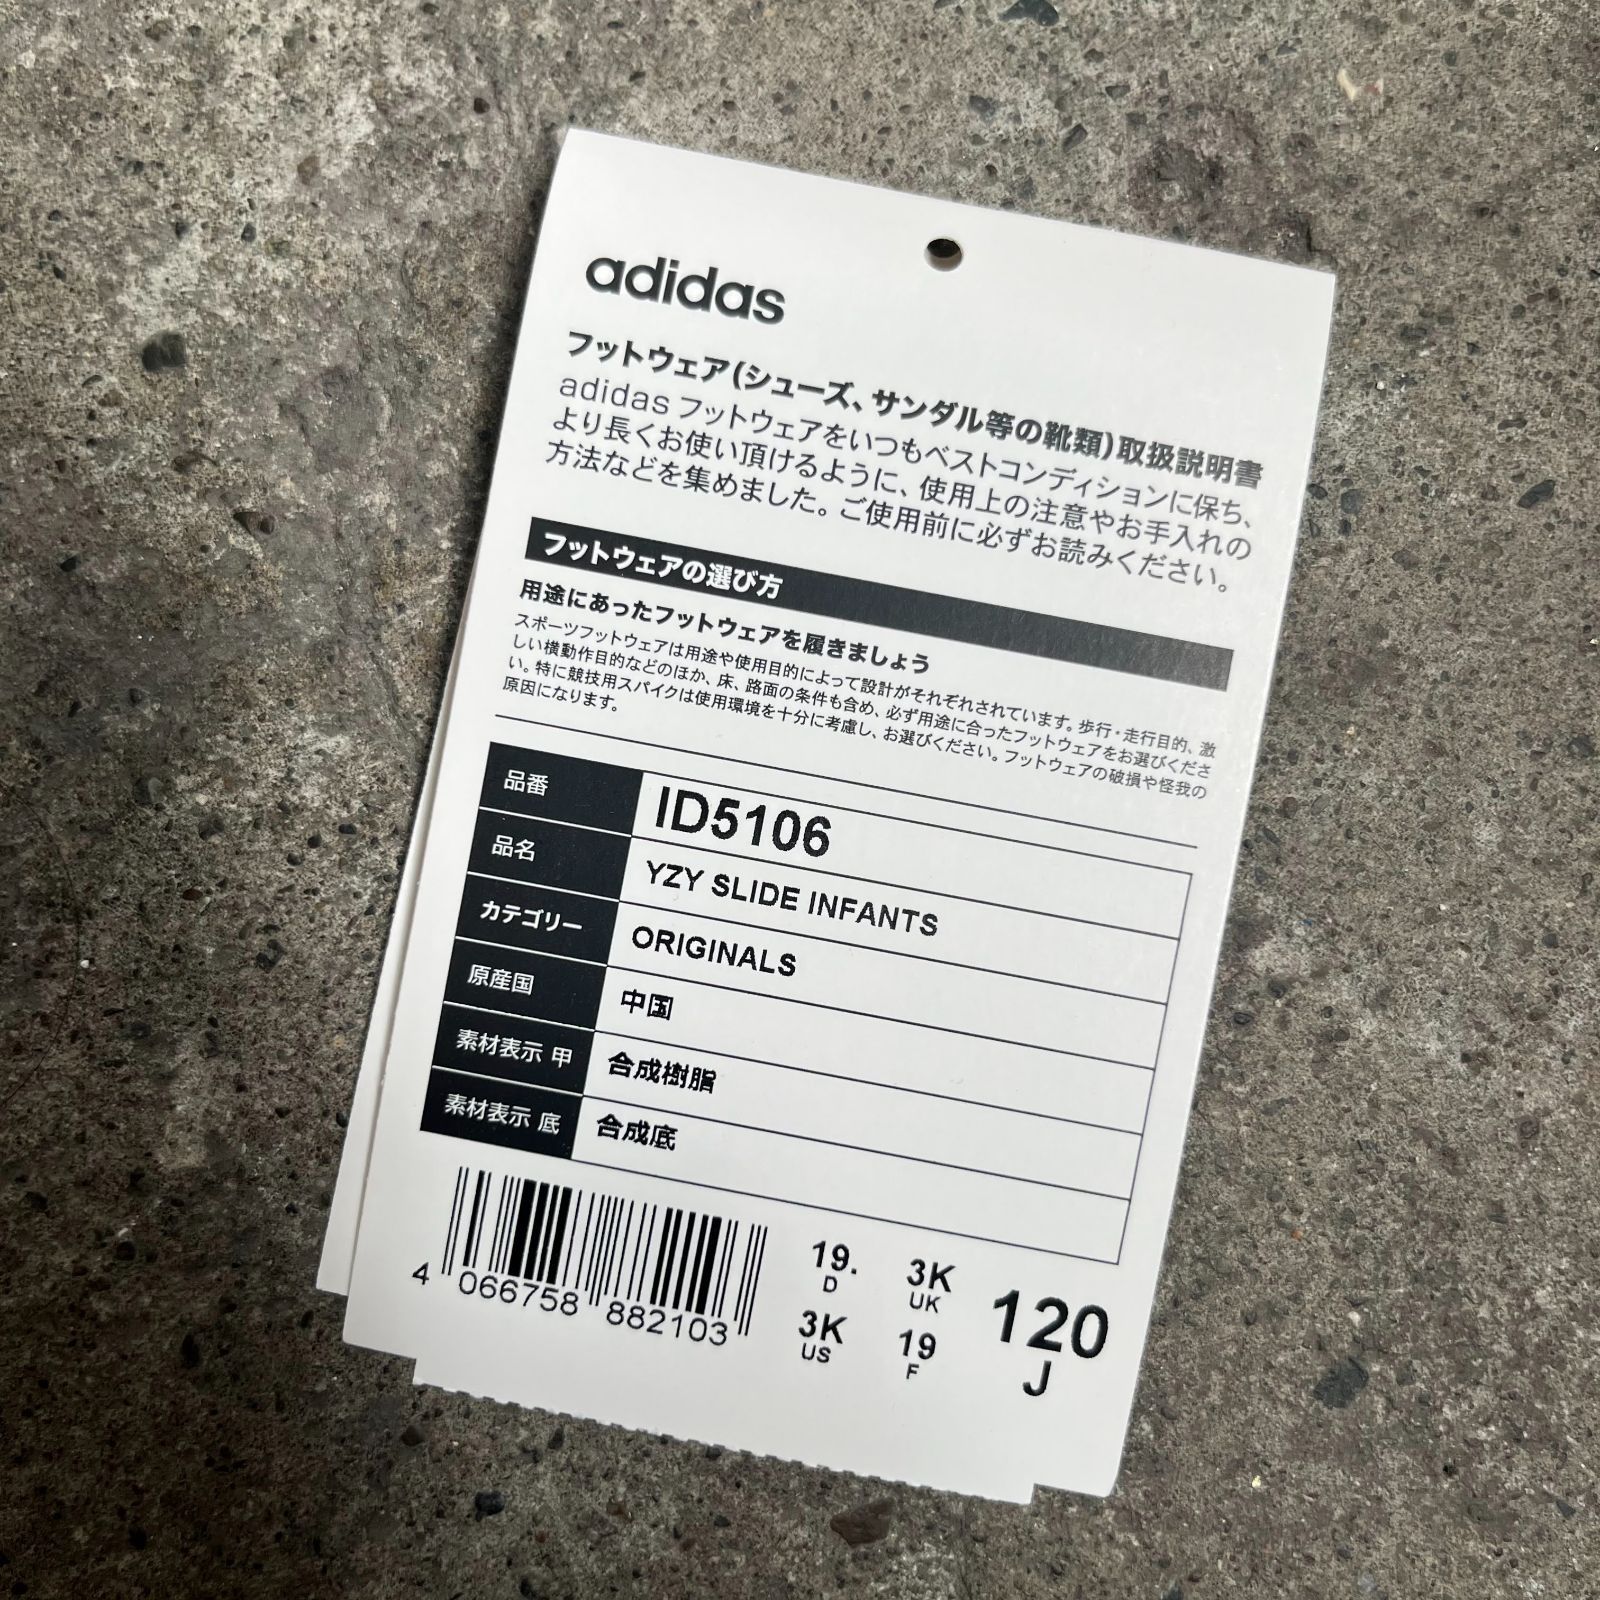 adidas
フットウェア(シューズ、サンダル等の靴類)取扱説明書
adidas フットウェアをいつもベストコンディションに保ち、
より長くお使い頂けるように、使用上の注意やお手入れの
方法などを集めました。ご使用前に必ずお読みください。
フットウェアの選び方
用途にあったフットウェアを履きましょう
スポーツフットウェアは用途や使用目的によって設計がそれぞれされています。歩行・走行目的、激
しい横動作目的などのほか、床、路面の条件も含め、必ず用途に合ったフットウェアをお選びくださ
い。特に競技用スパイクは使用環境を十分に考慮し、お選びください。フットウェアの破損や怪我の
原因になります。
品番 ID5106
品名 YZY SLIDE INFANTS
カテゴリー ORIGINALS
原産国 中国
素材表示 甲 合成樹脂
素材表示 底 合成底
4 066758 882103
19. D 3K UK
3K US 19 F
120 J